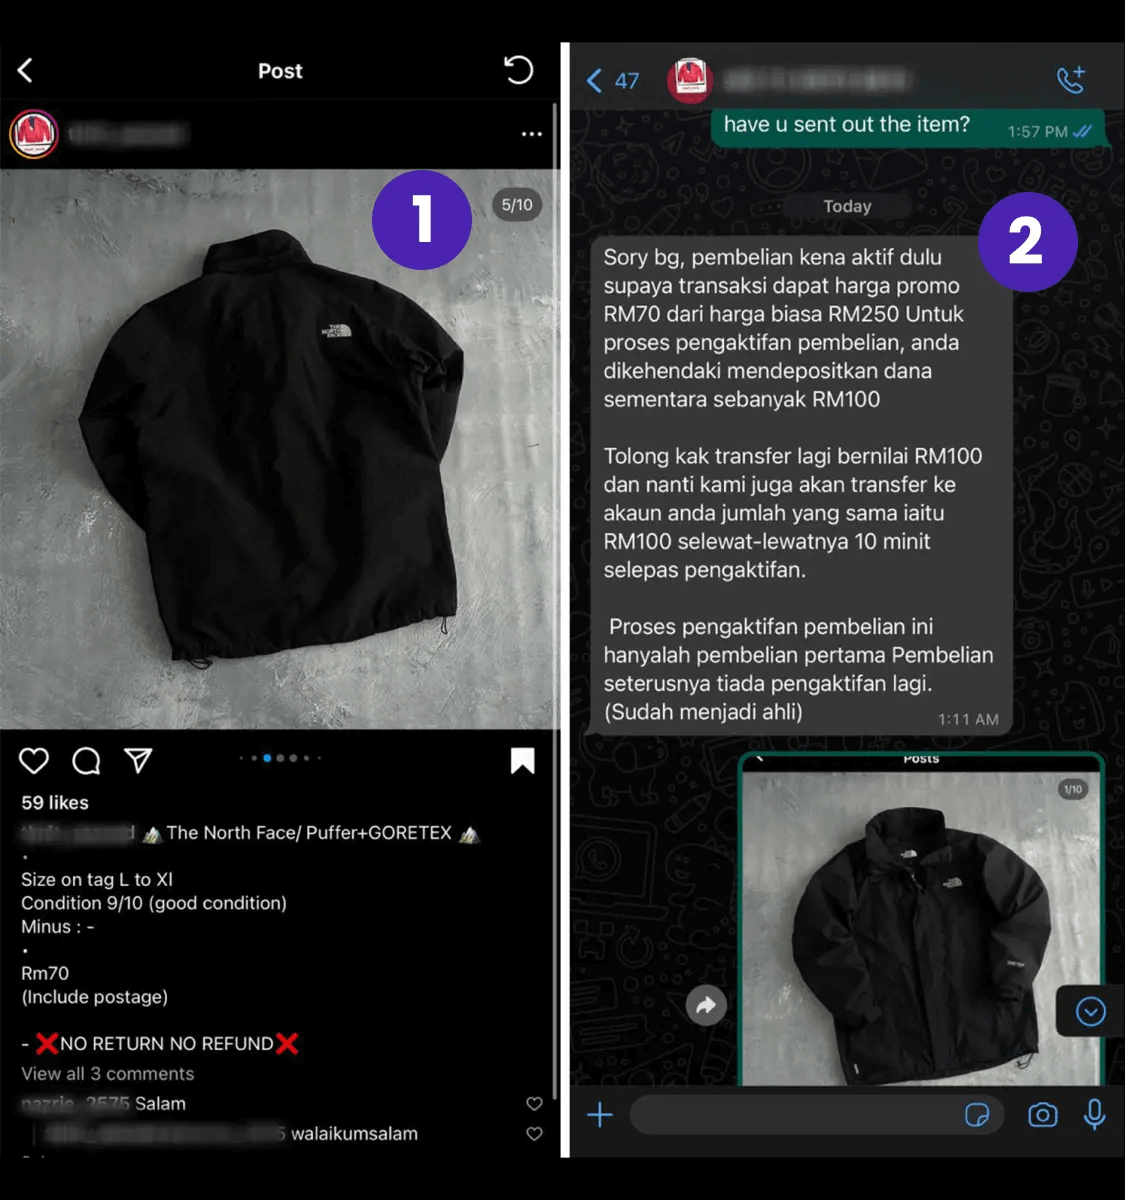 Post
1
5/10
THE
NORTH
FACE
59 likes
The North Face/ Puffer+GORETEX
.
Size on tag L to Xl
Condition 9/10 (good condition)
Minus : -
.
Rm70
(Include postage)
- ❌NO RETURN NO REFUND❌
View all 3 comments
Salam
walaikumsalam
47
have u sent out the item?
1:57 PM
Today
2
Sory bg, pembelian kena aktif dulu
supaya transaksi dapat harga promo
RM70 dari harga biasa RM250 Untuk
proses pengaktifan pembelian, anda
dikehendaki mendepositkan dana
sementara sebanyak RM100
Tolong kak transfer lagi bernilai RM100
dan nanti kami juga akan transfer ke
akaun anda jumlah yang sama iaitu
RM100 selewat-lewatnya 10 minit
selepas pengaktifan.
Proses pengaktifan pembelian ini
hanyalah pembelian pertama Pembelian
seterusnya tiada pengaktifan lagi.
(Sudah menjadi ahli)
1:11 AM
Posts
1/10